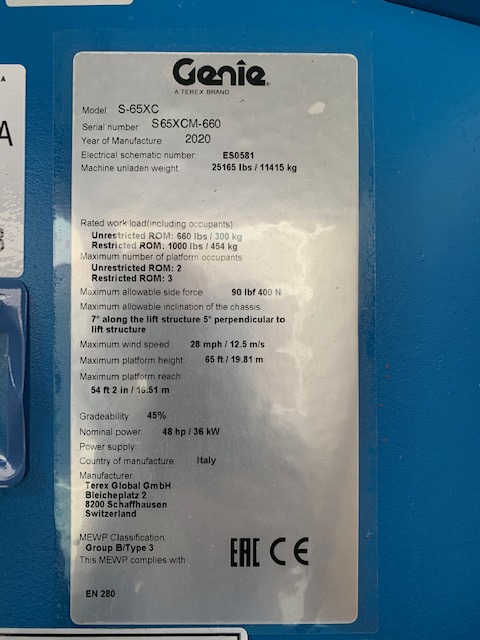 Genie
A TEREX BRAND
Model S-65XC
Serial number S65XCM-660
Year of Manufacture 2020
Electrical schematic number ES0581
Machine unladen weight 25165 lbs / 11415 kg
Rated work load(including occupants)
Unrestricted ROM: 660 lbs / 300 kg
Restricted ROM: 1000 lbs / 454 kg
Maximum number of platform occupants
Unrestricted ROM: 2
Restricted ROM: 3
Maximum allowable side force 90 lbf 400 N
Maximum allowable inclination of the chassis
7° along the lift structure 5° perpendicular to
lift structure
Maximum wind speed 28 mph / 12.5 m/s
Maximum platform height 65 ft / 19.81 m
Maximum platform reach
54 ft 2 in / 16.51 m
Gradeability 45%
Nominal power 48 hp / 36 kW
Power supply
Country of manufacture Italy
Manufacturer
Terex Global GmbH
Bleicheplatz 2
8200 Schaffhausen
Switzerland
MEWP Classification
Group B/Type 3
This MEWP complies with
EAC CE
EN 280
A